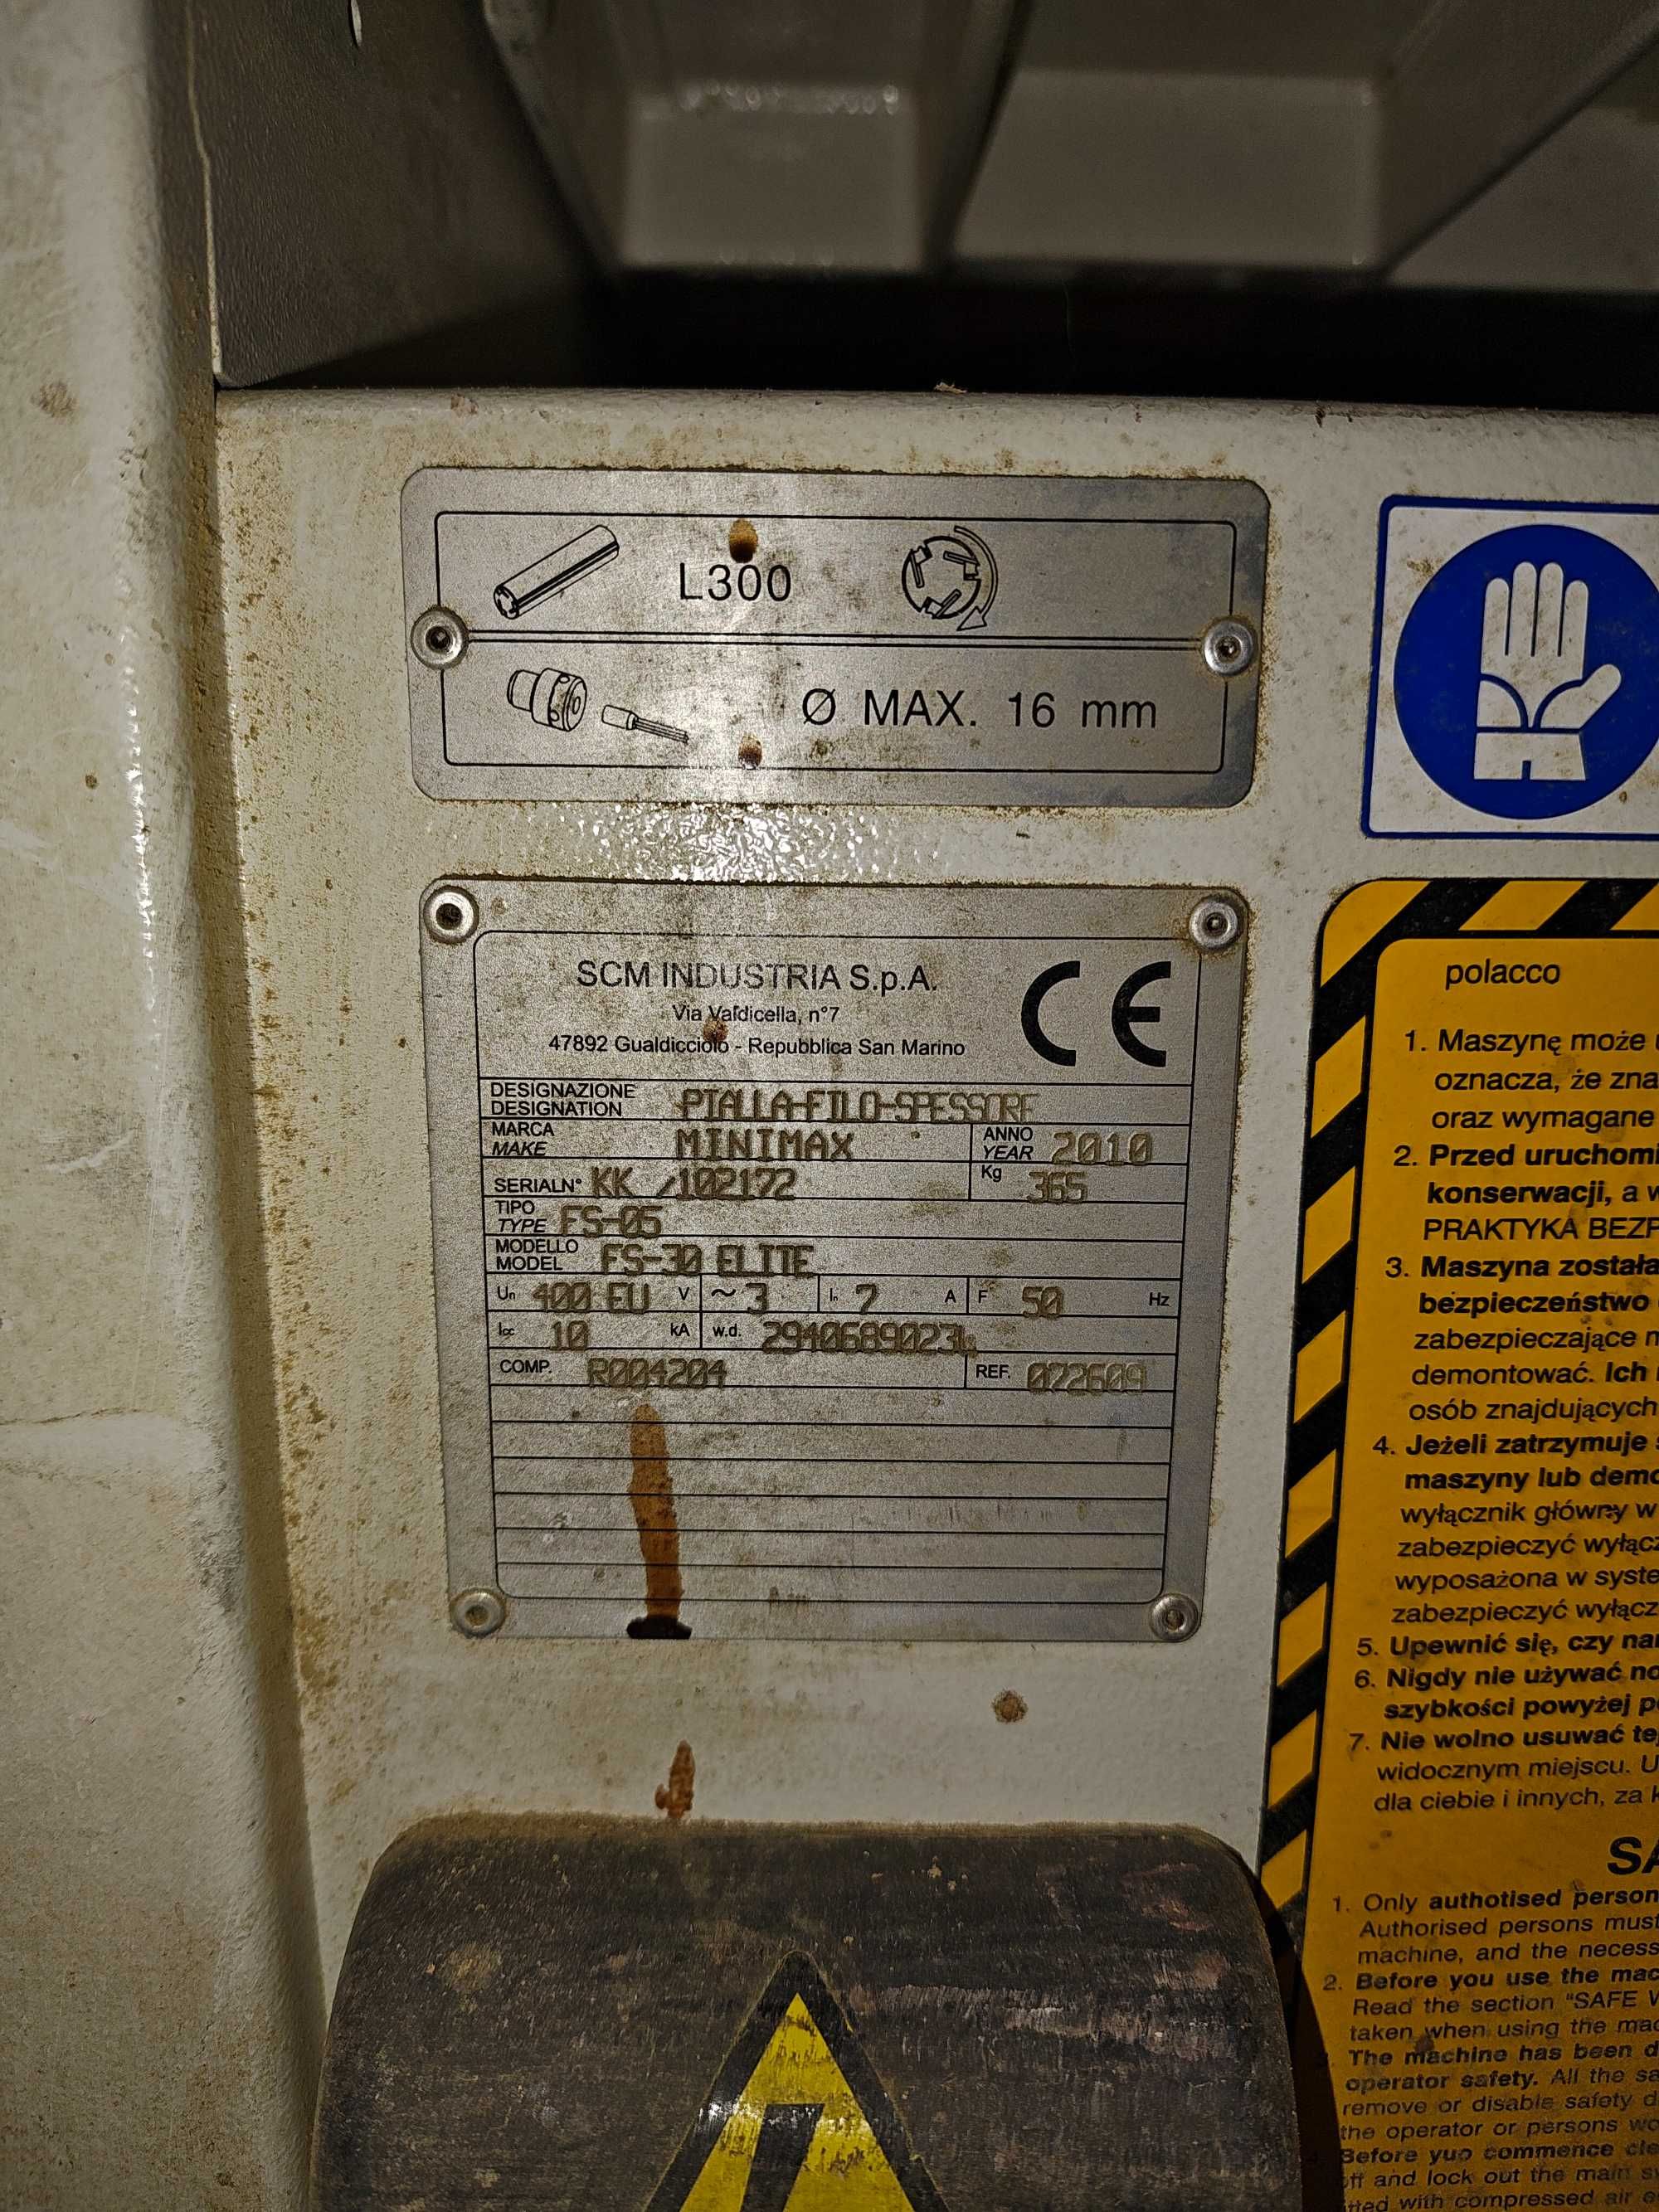 L300
Ø MAX. 16 mm
SCM INDUSTRIA S.p.A.
Via Valdicella, n°7
47892 Gualdicciolo - Repubblica San Marino
CE
DESIGNAZIONE
DESIGNATION PIALLA-FILO-SPESSORE
MARCA
MAKE MINIMAX ANNO
YEAR 2010
SERIALN° KK /102172 Kg 365
TIPO
TYPE FS-05
MODELLO
MODEL FS-30 ELITE
Un 400 EU V ~ 3 In 7 A F 50 Hz
Icc 10 kA w.d.
COMP. R004204 REF. 072609
polacco
1. Maszynę może
oznacza, że zna
oraz wymagane
2. Przed uruchomi
konserwacji, a w
PRAKTYKA BEZP
3. Maszyna została
bezpieczeństwo
zabezpieczające
demontować. Ich
osób znajdujących
4. Jeżeli zatrzymuje
maszyny lub demo
wyłącznik główny w
zabezpieczyć wyłącz
wyposażona w syste
zabezpieczyć wyłącz
5. Upewnić się, czy nar
6. Nigdy nie używać no
szybkości powyżej p
7. Nie wolno usuwać tej
widocznym miejscu. U
dla ciebie i innych, za k
SA
1. Only authotised person
Authorised persons must
machine, and the necess
2. Before you use the mac
Read the section "SAFE W
taken when using the mac
The machine has been d
operator safety. All the sa
remove or disable safety d
the operator or persons wo
Before yuo commence cle
off and lock out the main sy
itted with compressed air e